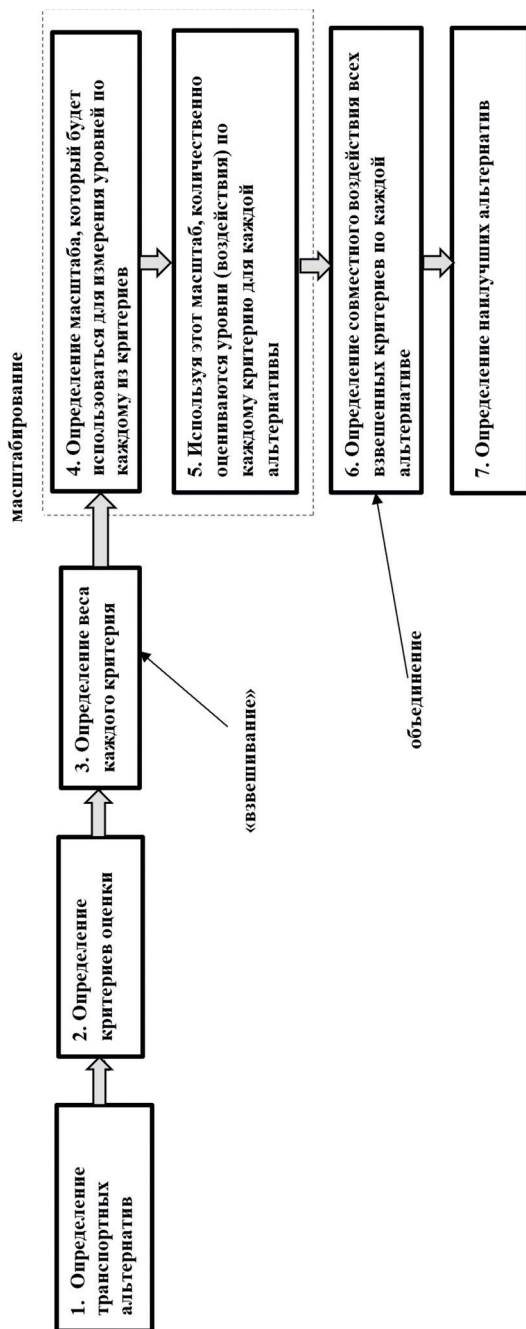 1. Определение
транспортных
альтернатив
2. Определение
критериев оценки
3. Определение веса
каждого критерия
«взвешивание»
масштабирование
4. Определение масштаба, который будет
использоваться для измерения уровней по
каждому из критериев
5. Используя этот масштаб, количественно
оцениваются уровни (воздействия) по
каждому критерию для каждой
альтернативы
6. Определение совместного воздействия всех
взвешенных критериев по каждой
альтернативе
объединение
7. Определение наилучших альтернатив